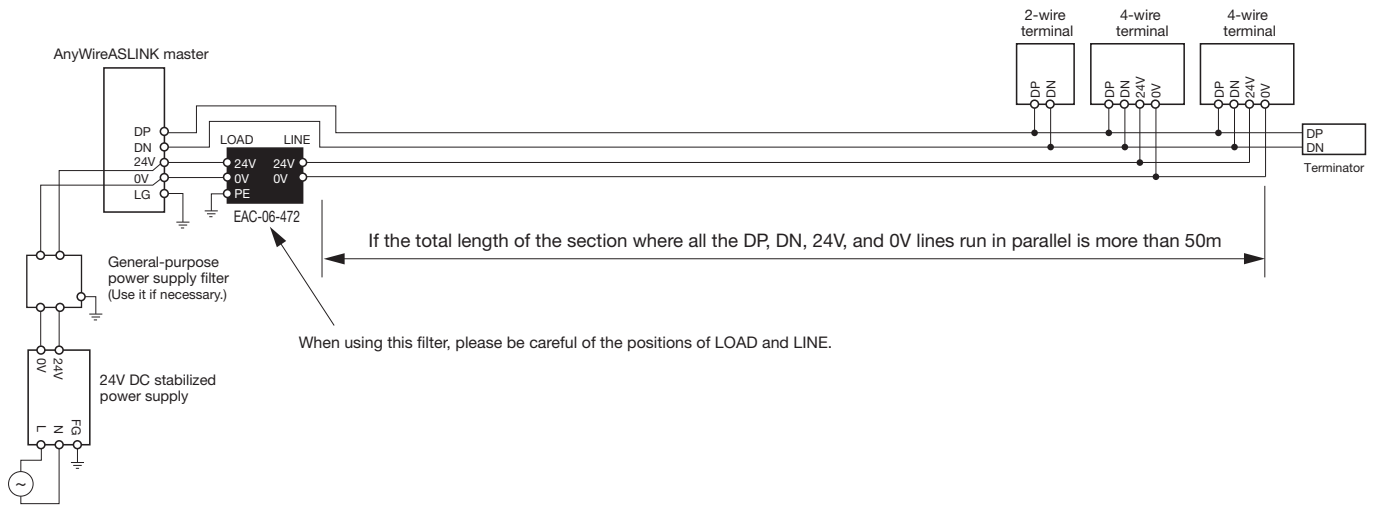 2-wire
terminal
4-wire
terminal
4-wire
terminal
AnyWireASLINK master
DP
DN
24V
0V
DP
DN
24V
0V
DP
DN
DP
DN
24V
0V
LG
LOAD LINE
24V 24V
0V 0V
PE
EAC-06-472
DP
DN
Terminator
If the total length of the section where all the DP, DN, 24V, and 0V lines run in parallel is more than 50m
General-purpose
power supply filter
(Use it if necessary.)
When using this filter, please be careful of the positions of LOAD and LINE.
0V
24V
24V DC stabilized
power supply
L
N
FG
~